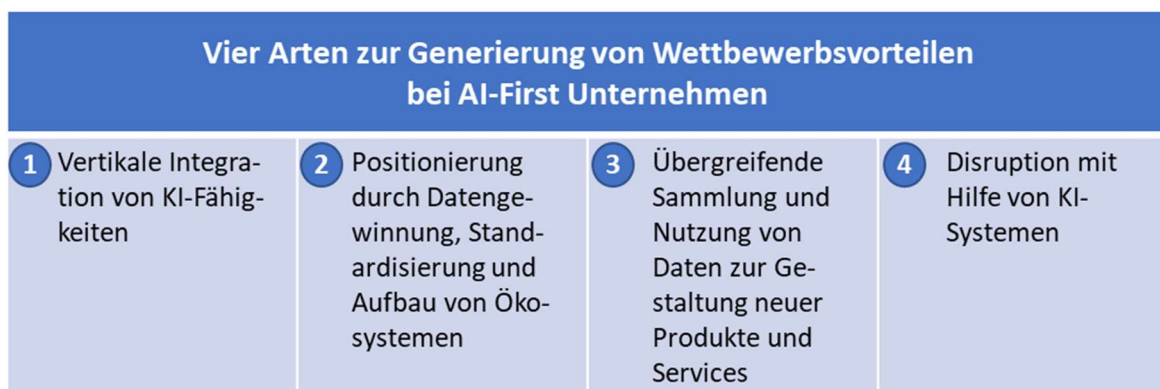 Vier Arten zur Generierung von Wettbewerbsvorteilen
bei AI-First Unternehmen
1 Vertikale Integra-
tion von KI-Fähig-
keiten
2 Positionierung
durch Datenge-
winnung, Stand-
ardisierung und
Aufbau von Öko-
systemen
3 Übergreifende
Sammlung und
Nutzung von
Daten zur Ge-
staltung neuer
Produkte und
Services
4 Disruption mit
Hilfe von KI-
Systemen